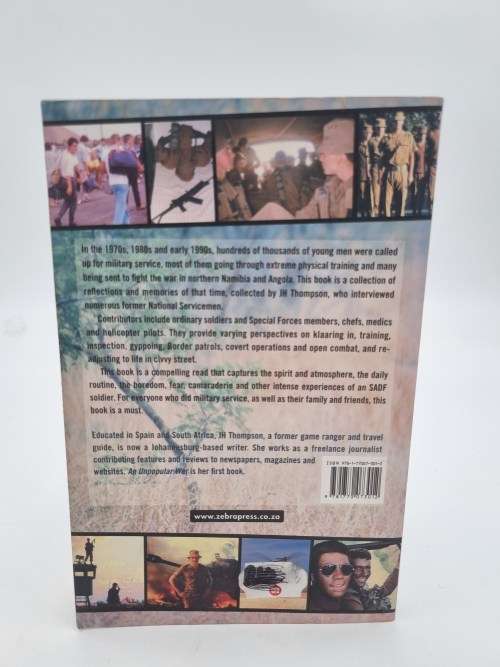 In the 1970s, 1980s and early 1990s, hundreds of thousands of young men were called
up for military service, most of them going through extreme physical training and many
being sent to fight the war in northern Namibia and Angola. This book is a collection of
reflections and memories of that time, collected by JH Thompson, who interviewed
numerous former National Servicemen.
Contributors include ordinary soldiers and Special Forces members, chefs, medics
and helicopter pilots. They provide varying perspectives on klaaring in, training,
inspection, gyppoing, Border patrols, covert operations and open combat, and re-
adjusting to life in civvy street.
This book is a compelling read that captures the spirit and atmosphere, the daily
routine, the boredom, fear, camaraderie and other intense experiences of an SADF
soldier. For everyone who did military service, as well as their family and friends, this
book is a must.
Educated in Spain and South Africa, JH Thompson, a former game ranger and travel
guide, is now a Johannesburg-based writer. She works as a freelance journalist
contributing features and reviews to newspapers, magazines and
websites. An Unpopular War is her first book.
www.zebrapress.co.za